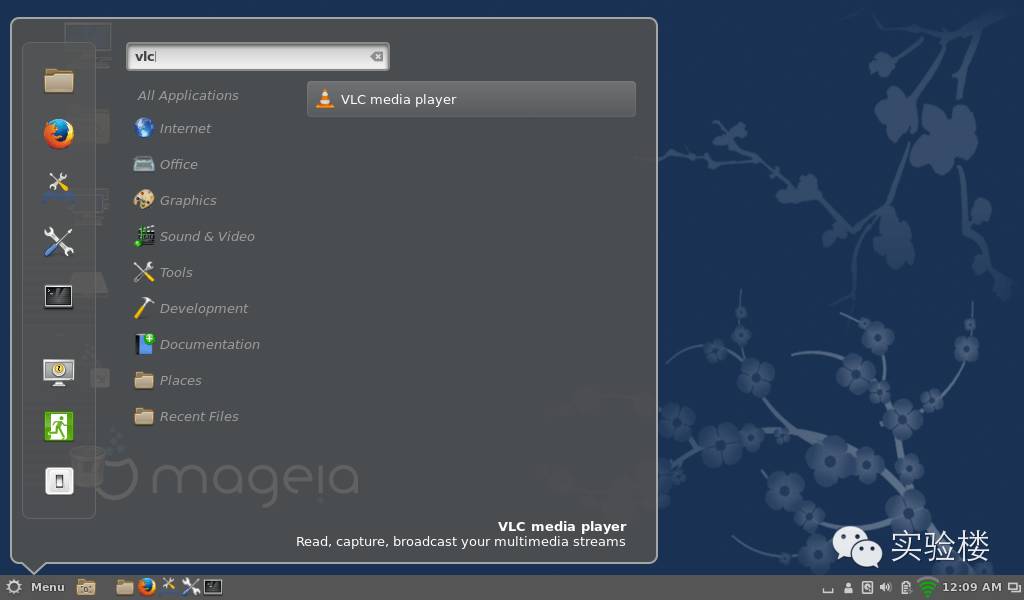 vlc
All Applications
VLC media player
Internet
Office
Graphics
Sound & Video
Tools
Development
Documentation
Places
Recent Files
mageia
VLC media player
Read, capture, broadcast your multimedia streams
实验楼
Menu
12:09 AM